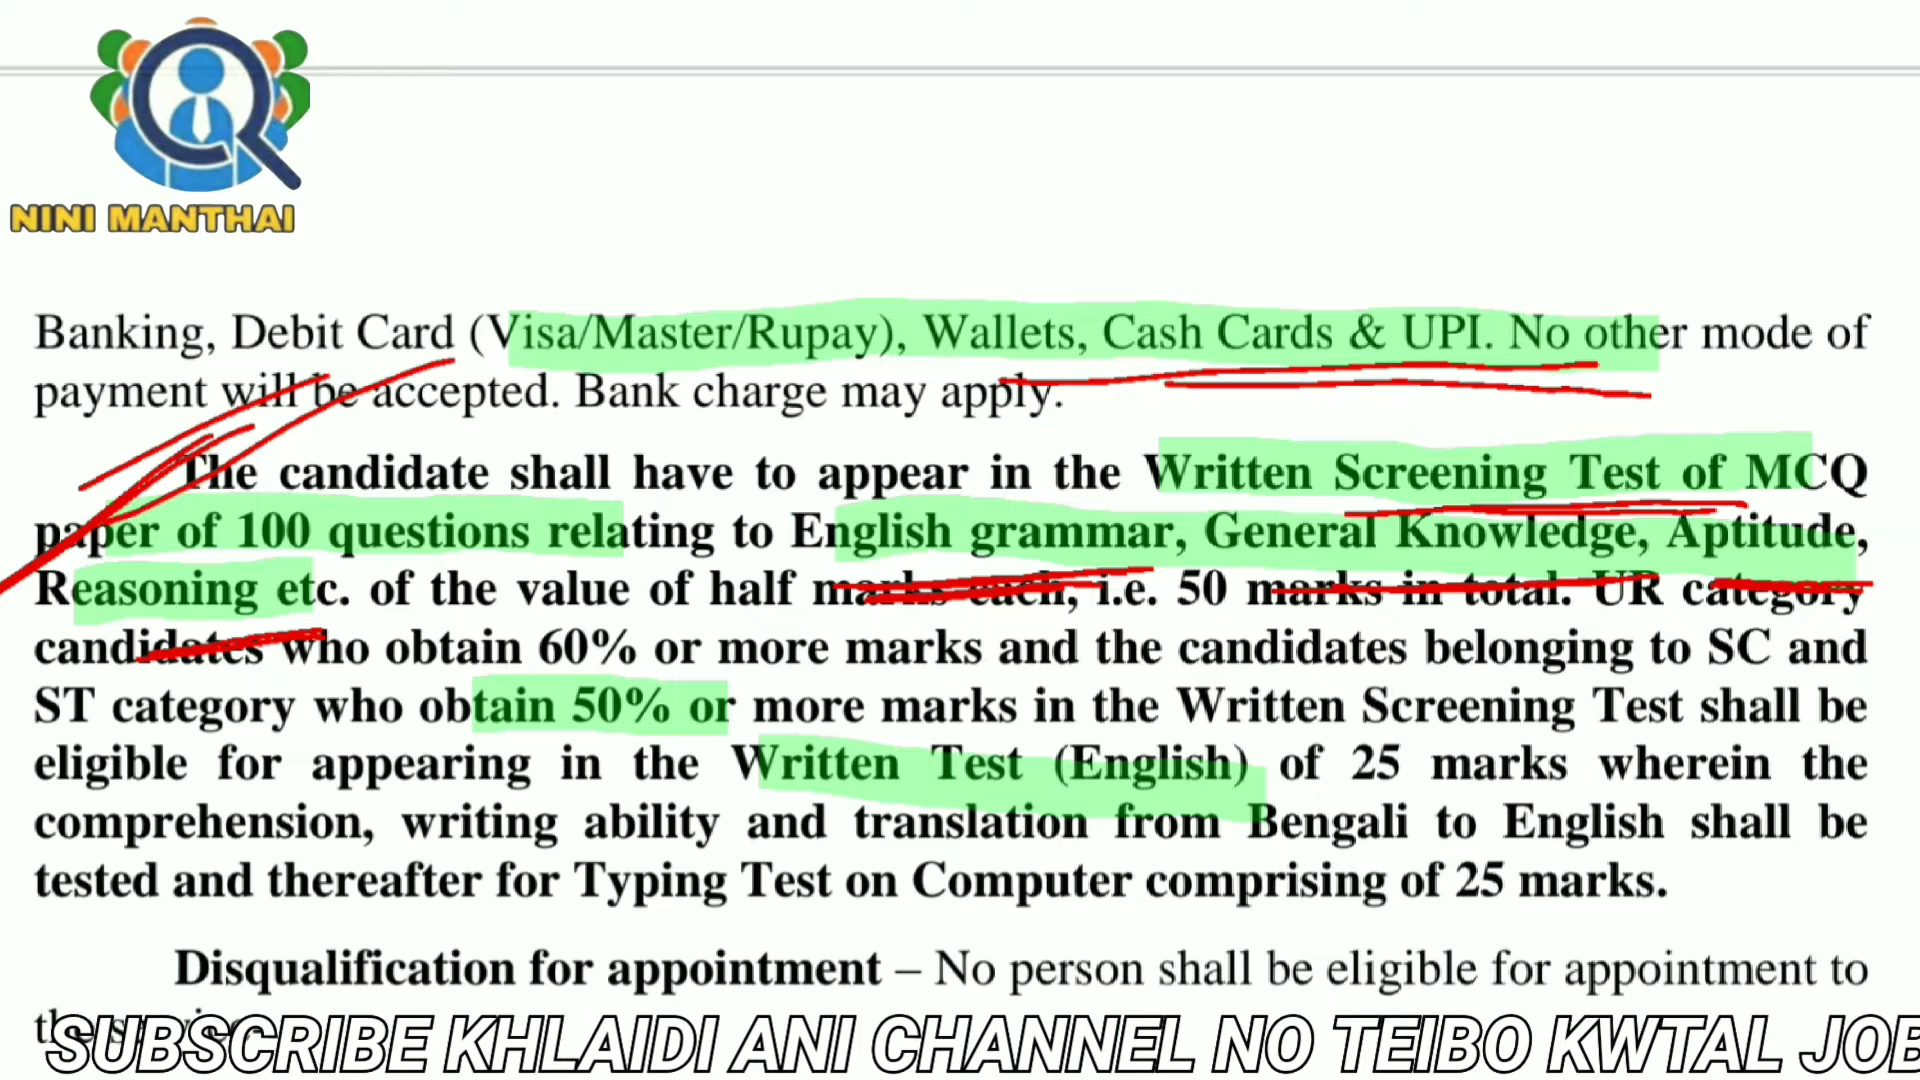 NINI MANTHAI
Banking, Debit Card (Visa/Master/Rupay), Wallets, Cash Cards & UPI. No other mode of
payment will be accepted. Bank charge may apply.
The candidate shall have to appear in the Written Screening Test of MCQ
paper of 100 questions relating to English grammar, General Knowledge, Aptitude,
Reasoning etc. of the value of half marks each, i.e. 50 marks in total. UR category
candidates who obtain 60% or more marks and the candidates belonging to SC and
ST category who obtain 50% or more marks in the Written Screening Test shall be
eligible for appearing in the Written Test (English) of 25 marks wherein the
comprehension, writing ability and translation from Bengali to English shall be
tested and thereafter for Typing Test on Computer comprising of 25 marks.
Disqualification for appointment – No person shall be eligible for appointment to
SUBSCRIBE KHLAIDI ANI CHANNEL NO TEIBO KWTAL JOB